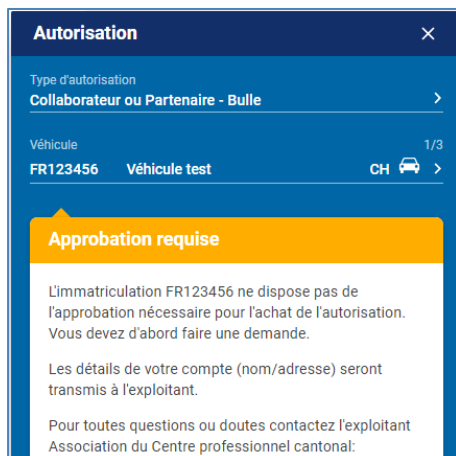 Autorisation
Type d'autorisation
Collaborateur ou Partenaire - Bulle
Véhicule 1/3
FR123456 Véhicule test CH
Approbation requise
L'immatriculation FR123456 ne dispose pas de
l'approbation nécessaire pour l'achat de l'autorisation.
Vous devez d'abord faire une demande.
Les détails de votre compte (nom/adresse) seront
transmis à l'exploitant.
Pour toutes questions ou doutes contactez l'exploitant
Association du Centre professionnel cantonal: